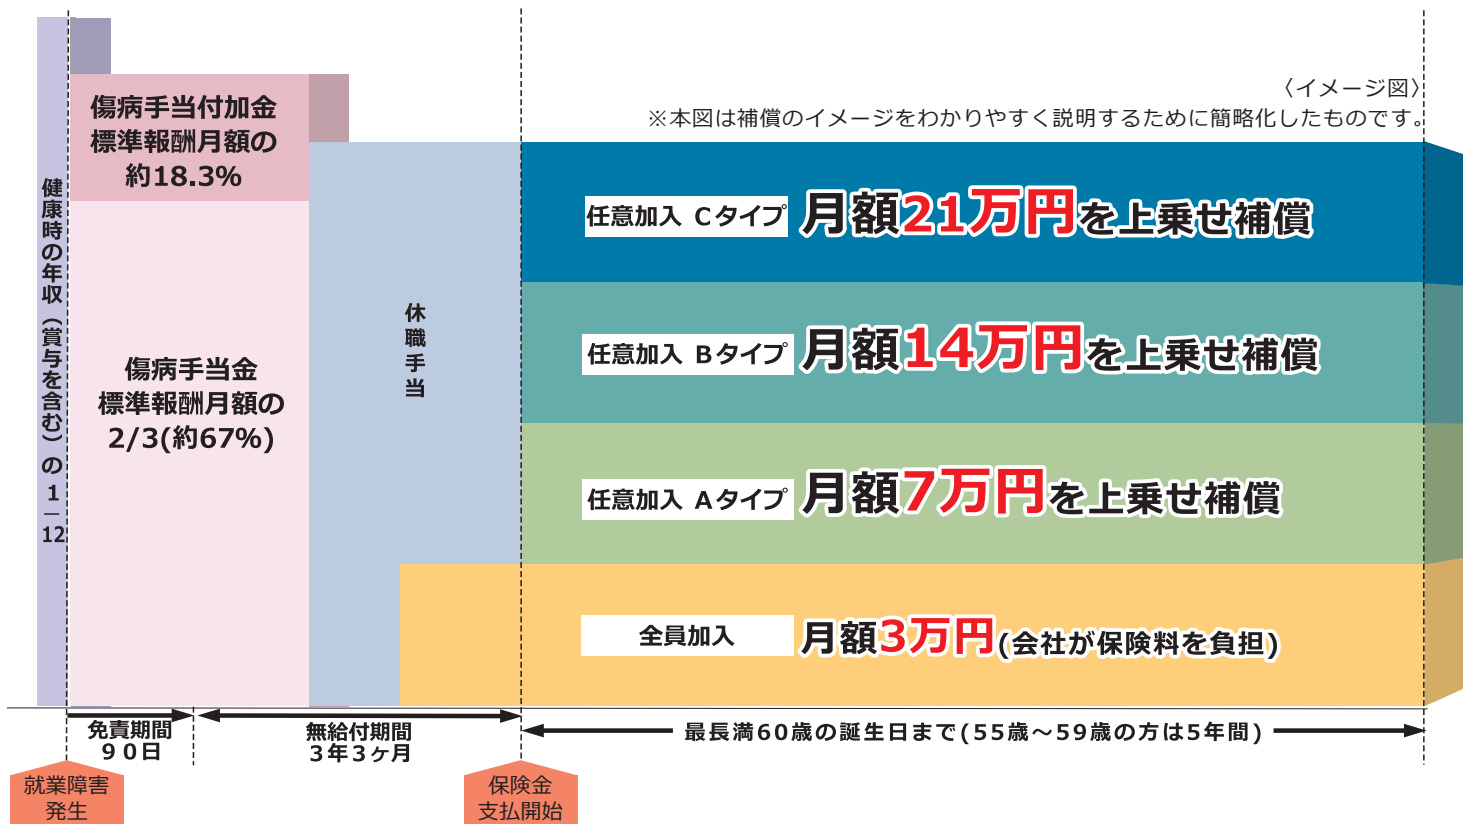 〈イメージ図〉
※本図は補償のイメージをわかりやすく説明するために簡略化したものです。
健康時の年収（賞与を含む）の1/12
傷病手当付加金
標準報酬月額の
約18.3%
傷病手当金
標準報酬月額の
2/3(約67%)
休職手当
任意加入 Cタイプ 月額21万円を上乗せ補償
任意加入 Bタイプ 月額14万円を上乗せ補償
任意加入 Aタイプ 月額7万円を上乗せ補償
全員加入 月額3万円(会社が保険料を負担)
免責期間
９０日
無給付期間
３年３ヶ月
最長満60歳の誕生日まで(55歳～59歳の方は5年間)
就業障害
発生
保険金
支払開始